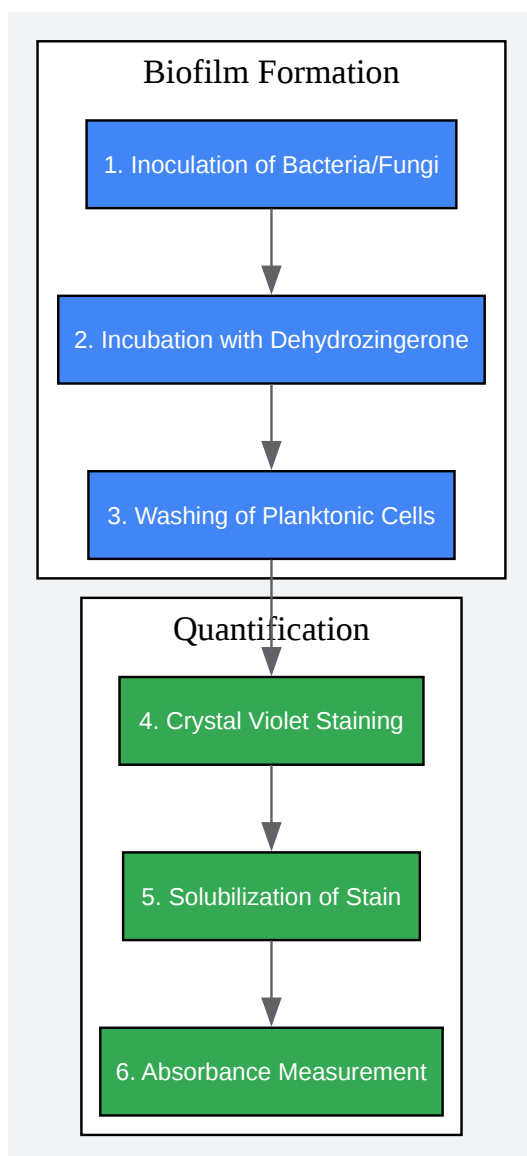 Biofilm Formation
1. Inoculation of Bacteria/Fungi
2. Incubation with Dehydrozingerone
3. Washing of Planktonic Cells
Quantification
4. Crystal Violet Staining
5. Solubilization of Stain
6. Absorbance Measurement